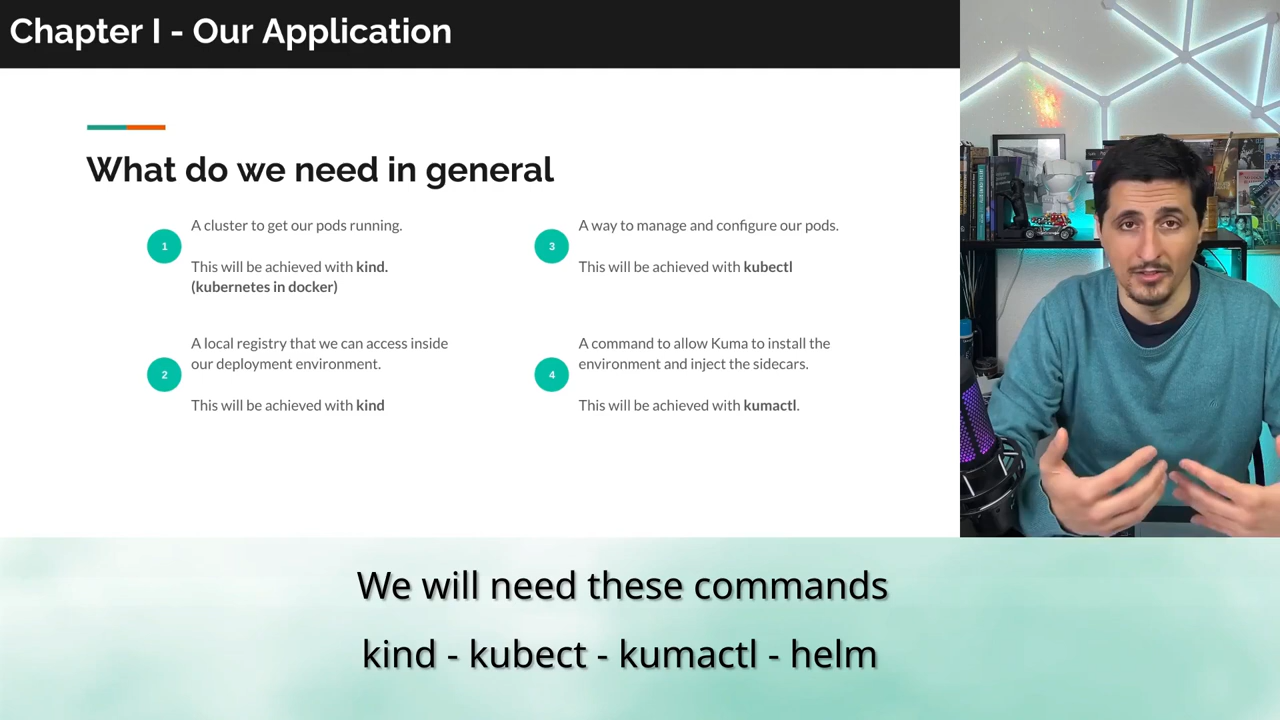 Chapter I - Our Application
What do we need in general
1
A cluster to get our pods running.
This will be achieved with kind.
(kubernetes in docker)
2
A local registry that we can access inside
our deployment environment.
This will be achieved with kind
3
A way to manage and configure our pods.
This will be achieved with kubectl
4
A command to allow Kuma to install the
environment and inject the sidecars.
This will be achieved with kumactl.
We will need these commands
kind - kubect - kumactl - helm